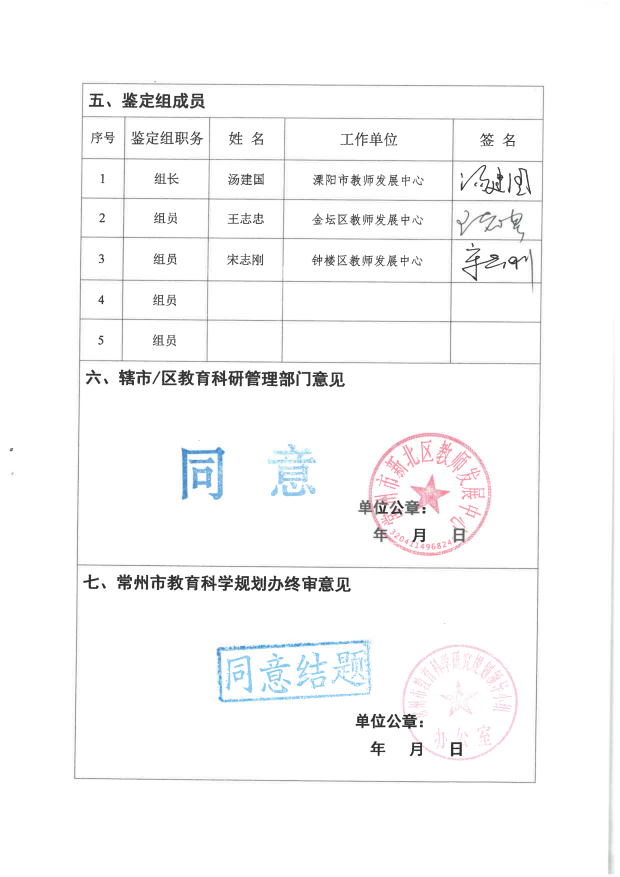 五、鉴定组成员
序号 鉴定组职务 姓 名 工作单位 签 名
1 组长 汤建国 溧阳市教师发展中心 汤建国
2 组员 王志忠 金坛区教师发展中心
3 组员 宋志刚 钟楼区教师发展中心 宋志刚
4 组员
5 组员
六、辖市/区教育科研管理部门意见
同 意
常州市新北区教师发展中心
单位公章：
年 月 日
七、常州市教育科学规划办终审意见
同意结题
办公室
单位公章：
年 月 日